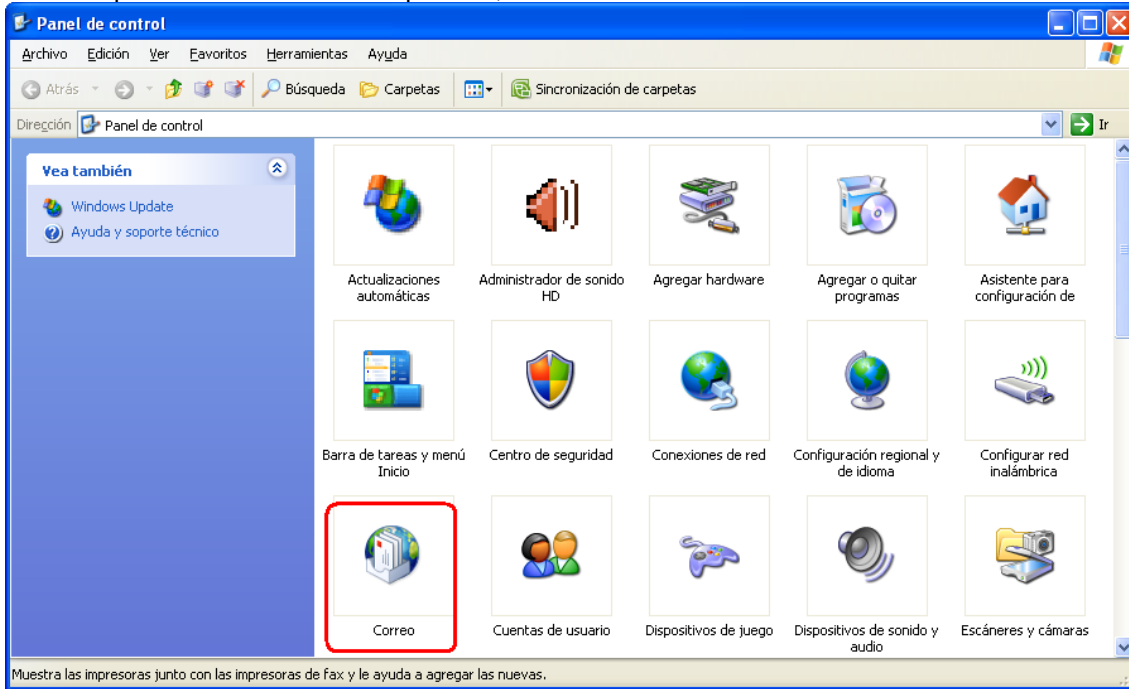 Panel de control
Archivo Edición Ver Favoritos Herramientas Ayuda
Atrás Búsqueda Carpetas Sincronización de carpetas
Dirección Panel de control Ir
Vea también
Windows Update
Ayuda y soporte técnico
Actualizaciones automáticas
Administrador de sonido HD
Agregar hardware
Agregar o quitar programas
Asistente para configuración de
Barra de tareas y menú Inicio
Centro de seguridad
Conexiones de red
Configuración regional y de idioma
Configurar red inalámbrica
Correo
Cuentas de usuario
Dispositivos de juego
Dispositivos de sonido y audio
Escáneres y cámaras
Muestra las impresoras junto con las impresoras de fax y le ayuda a agregar las nuevas.